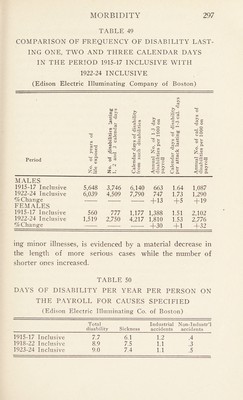 MORBIDITY 297
TABLE 49
COMPARISON OF FREQUENCY OF DISABILITY LAST-
ING ONE, TWO AND THREE CALENDAR DAYS
IN THE PERIOD 1915-17 INCLUSIVE WITH
1922-24 INCLUSIVE
(Edison Electric Illuminating Company of Boston)
Period
No. of years of life exposed
No. of disabilities lasting 1, 2 and 3 calendar days
Calendar days of disability from such disabilities
Annual No. of 1-3 day disabilities per 1000 on payroll
Calendar days of disability per attack lasting 1-3 cal. days
Annual No. of cal. days of disabilities per 1000 on payroll
MALES
1915-17 Inclusive 5,648 3,746 6,140 663 1.64 1,087
1922-24 Inclusive 6,039 4,509 7,790 747 1.73 1,290
% Change —— —— —— +13 +5 +19
FEMALES
1915-17 Inclusive 560 777 1,177 1,388 1.51 2,102
1922-24 Inclusive 1,519 2,750 4,217 1,810 1.53 2,776
% Change —— —— —— +30 +1 +32
ing minor illnesses, is evidenced by a material decrease in
the length of more serious cases while the number of
shorter ones increased.
TABLE 50
DAYS OF DISABILITY PER YEAR PER PERSON ON
THE PAYROLL FOR CAUSES SPECIFIED
(Edison Electric Illuminating Co. of Boston)
Total disability Sickness Industrial accidents Non-Industr'l accidents
1915-17 Inclusive 7.7 6.1 1.2 .4
1918-22 Inclusive 8.9 7.5 1.1 .3
1923-24 Inclusive 9.0 7.4 1.1 .5